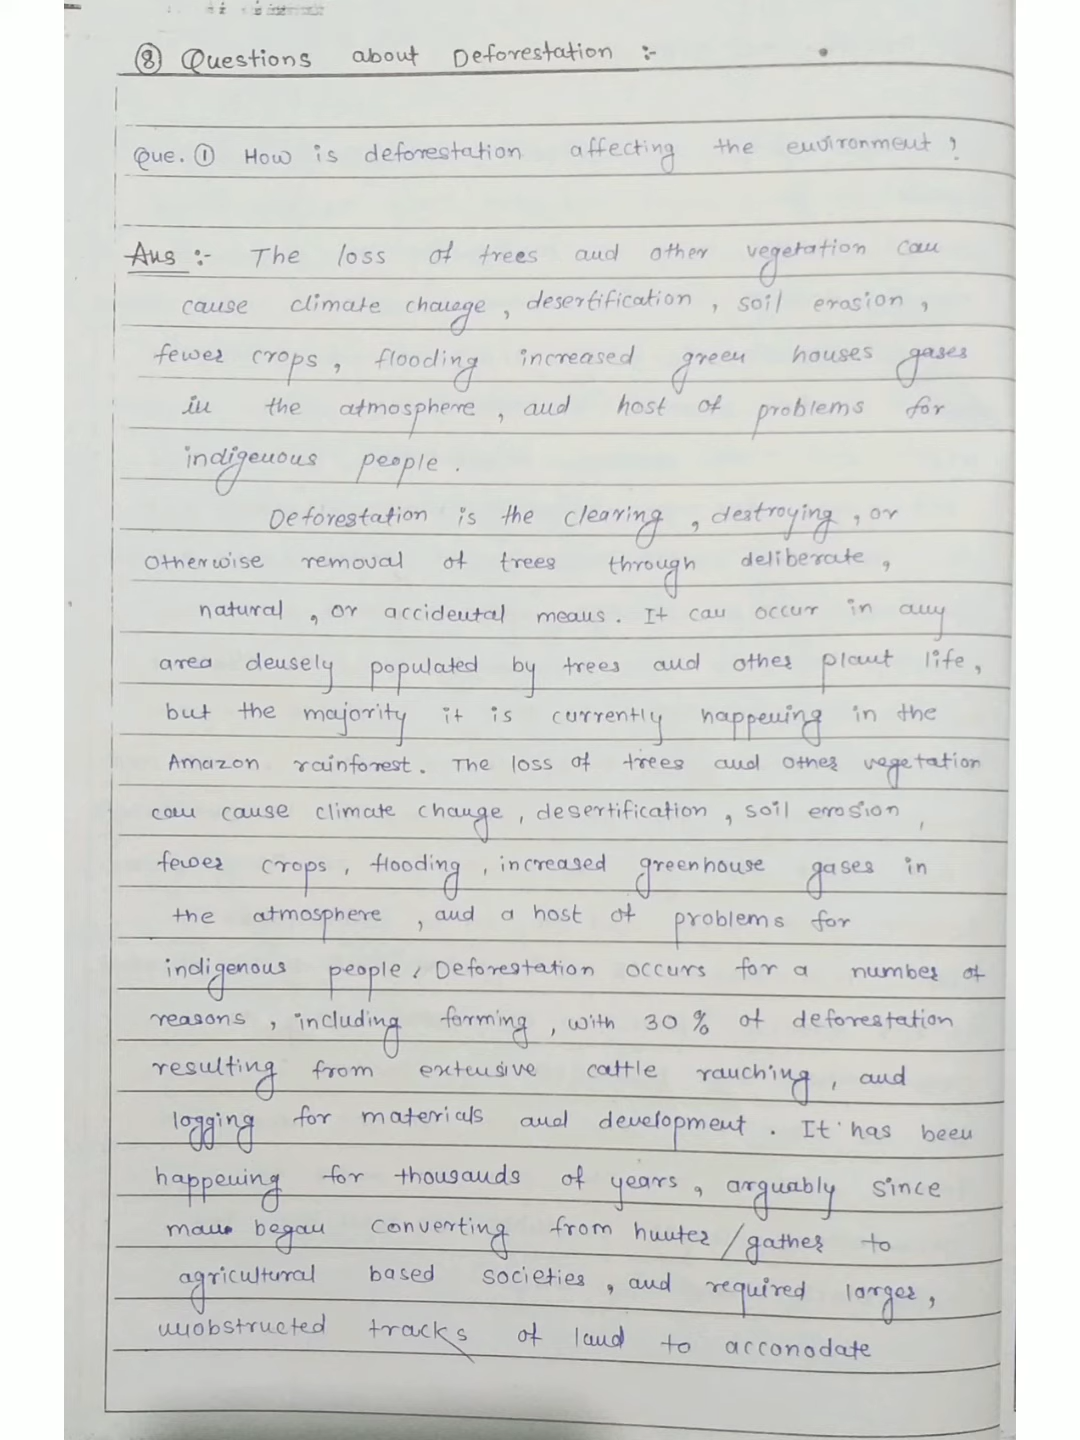 ⑧ Questions about Deforestation :-
Que. ① How is deforestation affecting the environment ?
Ans :- The loss of trees and other vegetation can
cause climate change , desertification , soil erosion ,
fewer crops , flooding increased green houses gases
in the atmosphere , and host of problems for
indigenous people .
Deforestation is the clearing , destroying , or
otherwise removal of trees through deliberate ,
natural , or accidental means . It can occur in any
area densely populated by trees and other plant life ,
but the majority it is currently happening in the
Amazon rainforest . The loss of trees and other vegetation
can cause climate change , desertification , soil erosion ,
fewer crops , flooding , increased greenhouse gases in
the atmosphere , and a host of problems for
indigenous people . Deforestation occurs for a number of
reasons , including forming , with 30 % of deforestation
resulting from extensive cattle ranching , and
logging for materials and development . It has been
happening for thousands of years , arguably since
man began converting from hunter / gather to
agricultural based societies , and required larger ,
unobstructed tracks of land to acconodate